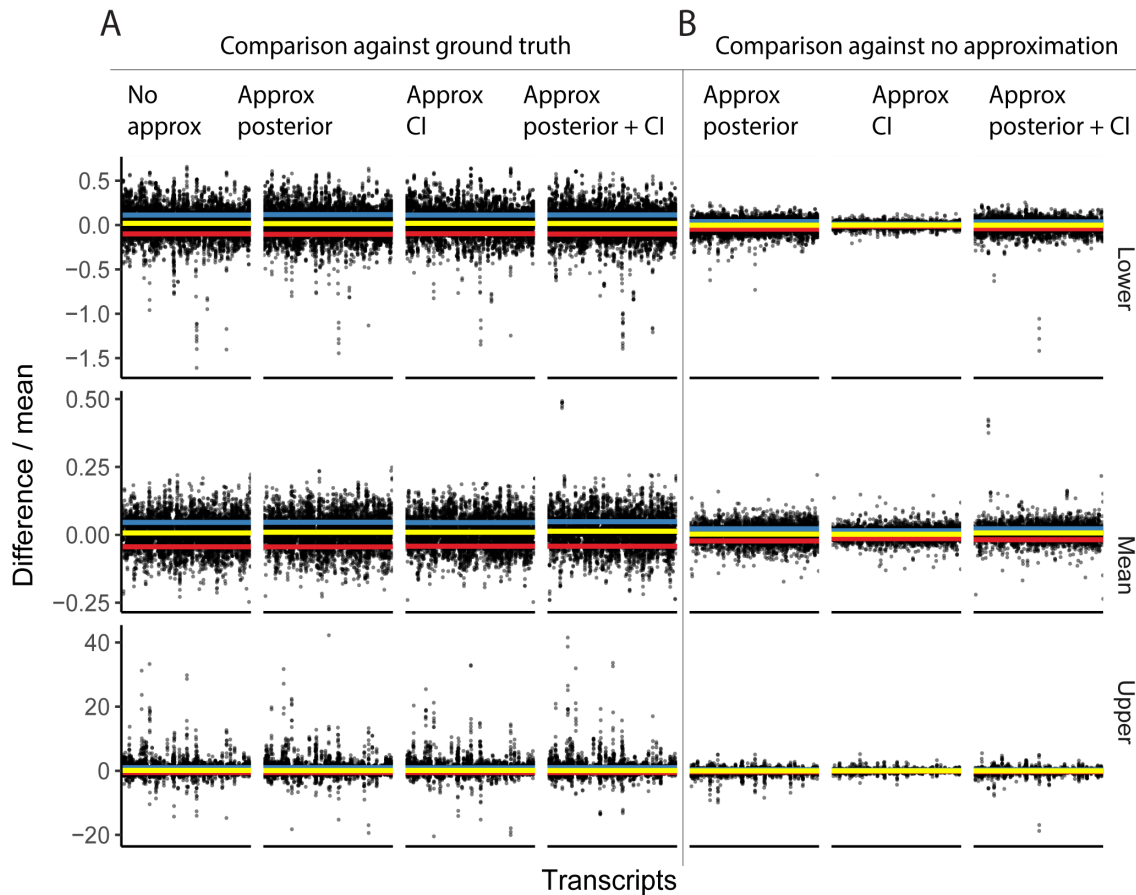 A
B
Comparison against ground truth
Comparison against no approximation
No
approx
Approx
posterior
Approx
CI
Approx
posterior + CI
Approx
posterior
Approx
CI
Approx
posterior + CI
0.5
0.0
−0.5
−1.0
−1.5
Lower
Difference / mean
0.50
0.25
0.00
−0.25
Mean
40
20
0
−20
Upper
Transcripts